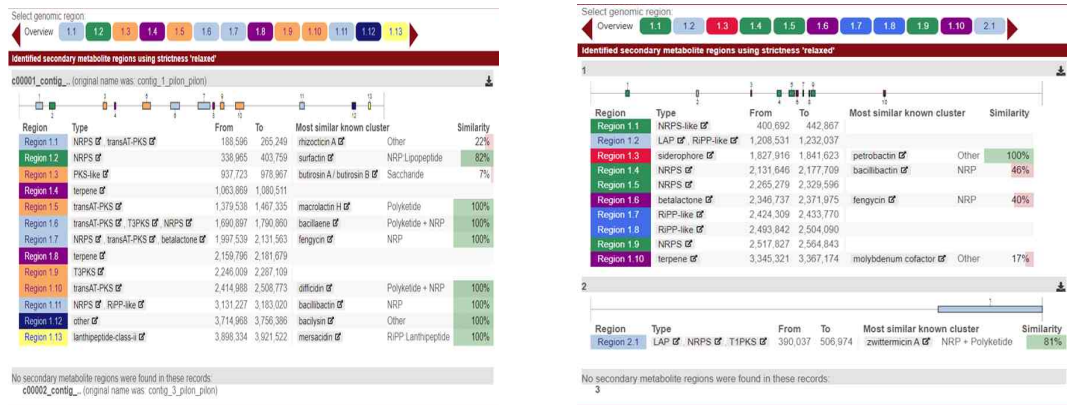 Select genomic region:
Overview 1.1 1.2 1.3 1.4 1.5 1.6 1.7 1.8 1.9 1.10 1.11 1.12 1.13
Identified secondary metabolite regions using strictness 'relaxed'
c00001_contig_.. (original name was: contig_1_pilon_pilon)
Region Type From To Most similar known cluster Similarity
Region 1.1 NRPS , transAT-PKS 188,596 265,249 rhizocticin A Other 22%
Region 1.2 NRPS 338,965 403,759 surfactin NRP:Lipopeptide 82%
Region 1.3 PKS-like 937,723 978,967 butirosin A / butirosin B Saccharide 7%
Region 1.4 terpene 1,063,869 1,080,511
Region 1.5 transAT-PKS 1,379,538 1,467,335 macrolactin H Polyketide 100%
Region 1.6 transAT-PKS , T3PKS , NRPS 1,690,897 1,790,860 bacillaene Polyketide + NRP 100%
Region 1.7 NRPS , transAT-PKS , betalactone 1,997,539 2,131,563 fengycin NRP 100%
Region 1.8 terpene 2,159,796 2,181,679
Region 1.9 T3PKS 2,246,009 2,287,109
Region 1.10 transAT-PKS 2,414,988 2,508,773 difficidin Polyketide + NRP 100%
Region 1.11 NRPS , RiPP-like 3,131,227 3,183,020 bacillibactin NRP 100%
Region 1.12 other 3,714,968 3,756,386 bacilysin Other 100%
Region 1.13 lanthipeptide-class-ii 3,898,334 3,921,522 mersacidin RiPP:Lanthipeptide 100%
No secondary metabolite regions were found in these records:
c00002_contig_.. (original name was: contig_3_pilon_pilon)
Select genomic region:
Overview 1.1 1.2 1.3 1.4 1.5 1.6 1.7 1.8 1.9 1.10 2.1
Identified secondary metabolite regions using strictness 'relaxed'
1
Region Type From To Most similar known cluster Similarity
Region 1.1 NRPS-like 400,692 442,867
Region 1.2 LAP , RiPP-like 1,208,531 1,232,037
Region 1.3 siderophore 1,827,916 1,841,623 petrobactin Other 100%
Region 1.4 NRPS 2,131,646 2,177,709 bacillibactin NRP 46%
Region 1.5 NRPS 2,265,279 2,329,596
Region 1.6 betalactone 2,346,737 2,371,975 fengycin NRP 40%
Region 1.7 RiPP-like 2,424,309 2,433,770
Region 1.8 RiPP-like 2,493,842 2,504,090
Region 1.9 NRPS 2,517,827 2,564,843
Region 1.10 terpene 3,345,321 3,367,174 molybdenum cofactor Other 17%
2
1
Region Type From To Most similar known cluster Similarity
Region 2.1 LAP , NRPS , T1PKS 390,037 506,974 zwittermicin A NRP + Polyketide 81%
No secondary metabolite regions were found in these records:
3